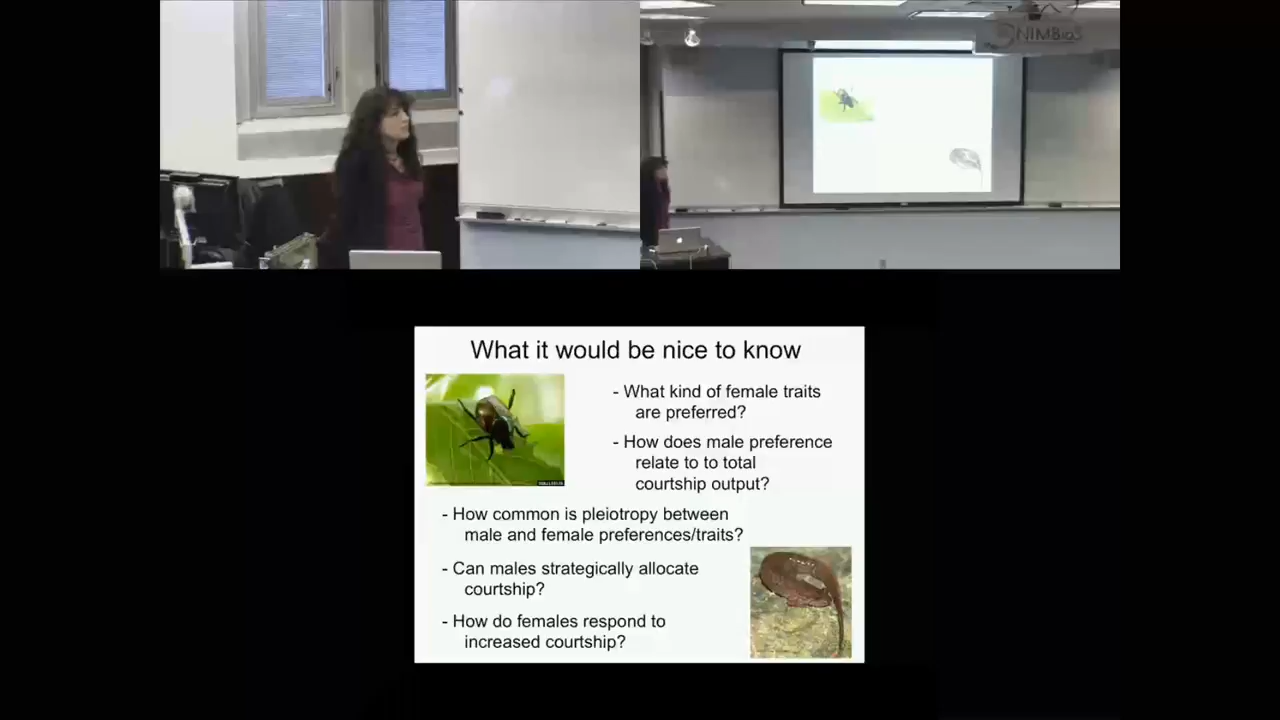 NIMBioS
What it would be nice to know
- What kind of female traits
are preferred?
- How does male preference
relate to to total
courtship output?
- How common is pleiotropy between
male and female preferences/traits?
- Can males strategically allocate
courtship?
- How do females respond to
increased courtship?